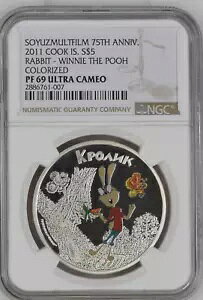 SOYUZMULTFILM 75TH ANNIV.
2011 COOK IS. S$5
RABBIT - WINNIE THE POOH
COLORIZED
PF 69 ULTRA CAMEO
2886761-007
NGC
NUMISMATIC GUARANTY COMPANY
КРОЛИК